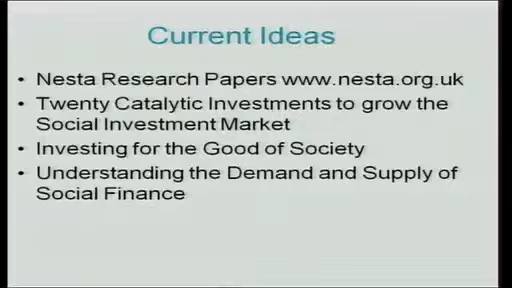 Current Ideas
• Nesta Research Papers www.nesta.org.uk
• Twenty Catalytic Investments to grow the
Social Investment Market
• Investing for the Good of Society
• Understanding the Demand and Supply of
Social Finance